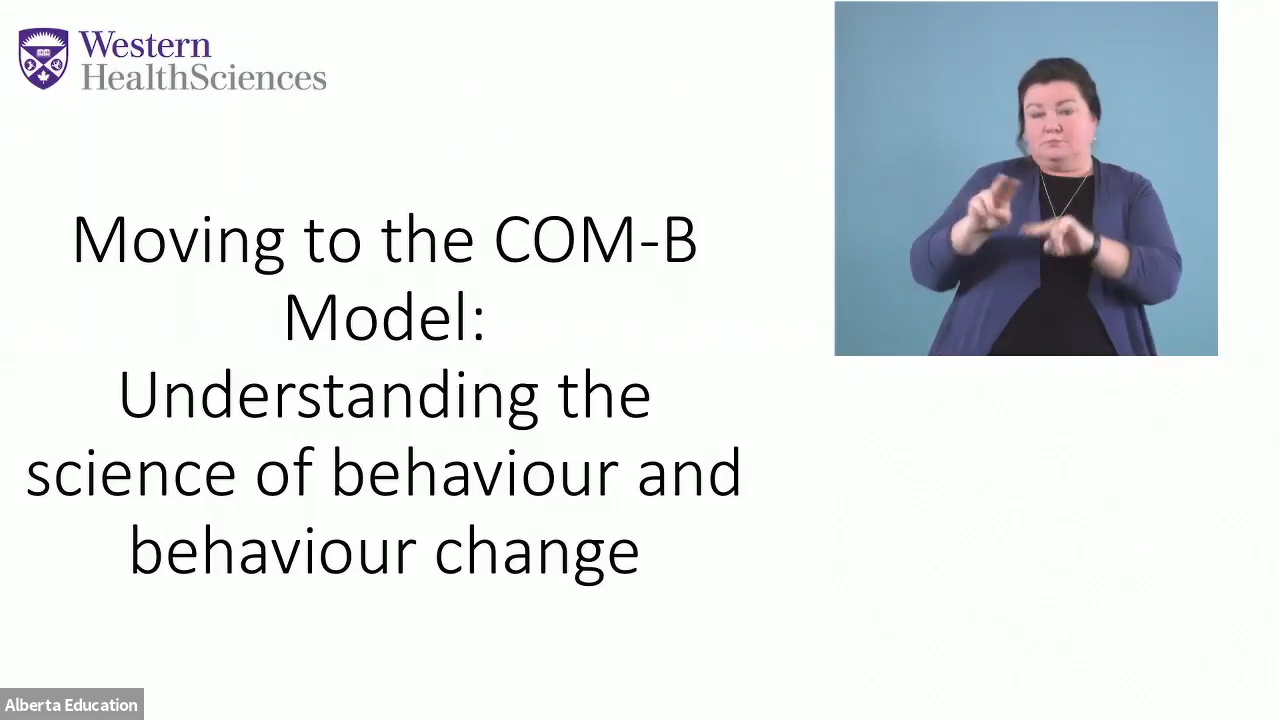 Western
HealthSciences
Moving to the COM-B
Model:
Understanding the
science of behaviour and
behaviour change
Alberta Education